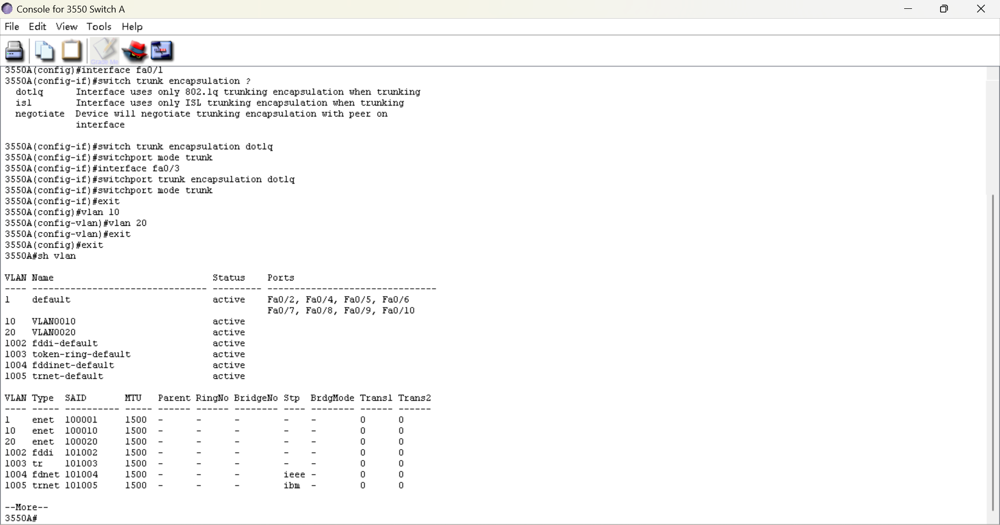 Console for 3550 Switch A
File Edit View Tools Help
Grade Me
3550A(config)#interface fa0/1
3550A(config-if)#switch trunk encapsulation ?
  dot1q      Interface uses only 802.1q trunking encapsulation when trunking
  isl        Interface uses only ISL trunking encapsulation when trunking
  negotiate  Device will negotiate trunking encapsulation with peer on
             interface
3550A(config-if)#switch trunk encapsulation dot1q
3550A(config-if)#switchport mode trunk
3550A(config-if)#interface fa0/3
3550A(config-if)#switchport trunk encapsulation dot1q
3550A(config-if)#switchport mode trunk
3550A(config-if)#exit
3550A(config)#vlan 10
3550A(config-vlan)#vlan 20
3550A(config-vlan)#exit
3550A(config)#exit
3550A#sh vlan
VLAN Name                             Status    Ports
---- -------------------------------- --------- -------------------------------
1    default                          active    Fa0/2, Fa0/4, Fa0/5, Fa0/6
                                                Fa0/7, Fa0/8, Fa0/9, Fa0/10
10   VLAN0010                         active
20   VLAN0020                         active
1002 fddi-default                     active
1003 token-ring-default               active
1004 fddinet-default                  active
1005 trnet-default                    active
VLAN Type  SAID       MTU   Parent RingNo BridgeNo Stp  BrdgMode Trans1 Trans2
---- ----- ---------- ----- ------ ------ -------- ---- -------- ------ ------
1    enet  100001     1500  -      -      -        -    -        0      0
10   enet  100010     1500  -      -      -        -    -        0      0
20   enet  100020     1500  -      -      -        -    -        0      0
1002 fddi  101002     1500  -      -      -        -    -        0      0
1003 tr    101003     1500  -      -      -        -    -        0      0
1004 fdnet 101004     1500  -      -      -        ieee -        0      0
1005 trnet 101005     1500  -      -      -        ibm  -        0      0
--More--
3550A#